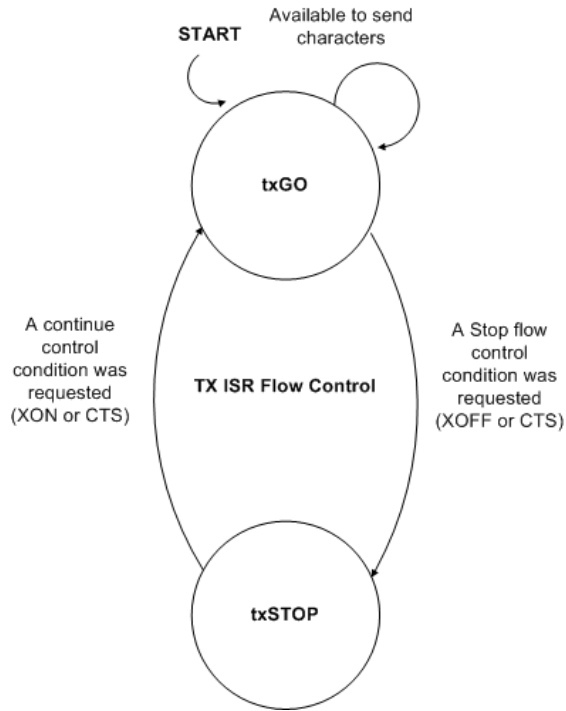 START
Available to send
characters
txGO
A continue
control
condition was
requested
(XON or CTS)
TX ISR Flow Control
A Stop flow
control
condition was
requested
(XOFF or CTS)
txSTOP